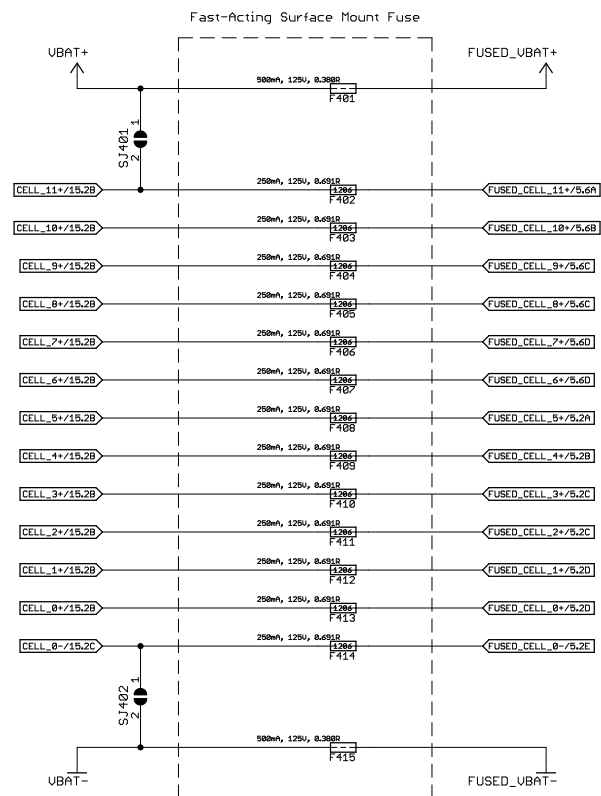 Fast-Acting Surface Mount Fuse
VBAT+
FUSED_VBAT+
500mA, 125V, 0.380R
F401
SJ401
1
2
250mA, 125V, 0.691R
CELL_11+/15.2B
1206
FUSED_CELL_11+/5.6A
F402
250mA, 125V, 0.691R
CELL_10+/15.2B
1206
FUSED_CELL_10+/5.6B
F403
250mA, 125V, 0.691R
CELL_9+/15.2B
1206
FUSED_CELL_9+/5.6C
F404
250mA, 125V, 0.691R
CELL_8+/15.2B
1206
FUSED_CELL_8+/5.6C
F405
250mA, 125V, 0.691R
CELL_7+/15.2B
1206
FUSED_CELL_7+/5.6D
F406
250mA, 125V, 0.691R
CELL_6+/15.2B
1206
FUSED_CELL_6+/5.6D
F407
250mA, 125V, 0.691R
CELL_5+/15.2B
1206
FUSED_CELL_5+/5.2A
F408
250mA, 125V, 0.691R
CELL_4+/15.2B
1206
FUSED_CELL_4+/5.2B
F409
250mA, 125V, 0.691R
CELL_3+/15.2B
1206
FUSED_CELL_3+/5.2C
F410
250mA, 125V, 0.691R
CELL_2+/15.2B
1206
FUSED_CELL_2+/5.2C
F411
250mA, 125V, 0.691R
CELL_1+/15.2B
1206
FUSED_CELL_1+/5.2D
F412
250mA, 125V, 0.691R
CELL_0+/15.2B
1206
FUSED_CELL_0+/5.2D
F413
250mA, 125V, 0.691R
CELL_0-/15.2C
1206
FUSED_CELL_0-/5.2E
F414
SJ402
1
2
500mA, 125V, 0.380R
F415
VBAT-
FUSED_VBAT-